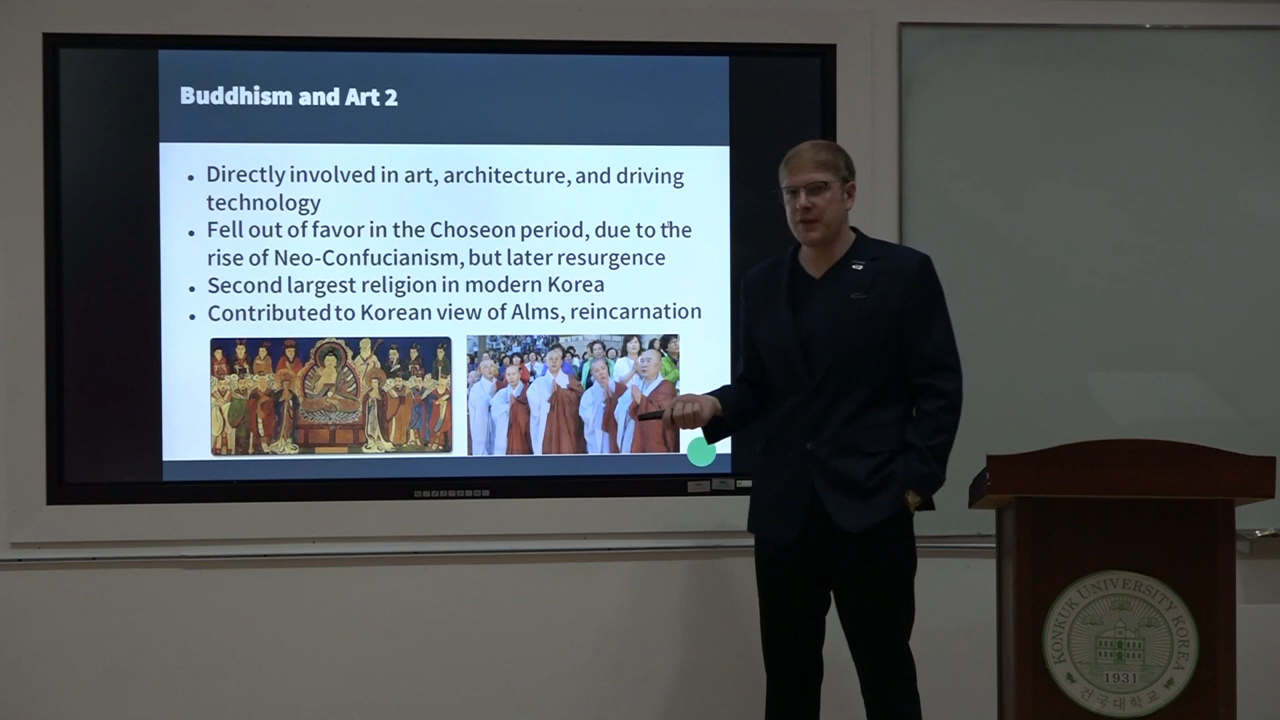 Buddhism and Art 2
• Directly involved in art, architecture, and driving
technology
• Fell out of favor in the Choseon period, due to the
rise of Neo-Confucianism, but later resurgence
• Second largest religion in modern Korea
• Contributed to Korean view of Alms, reincarnation
KONKUK UNIVERSITY KOREA
1931
건국대학교